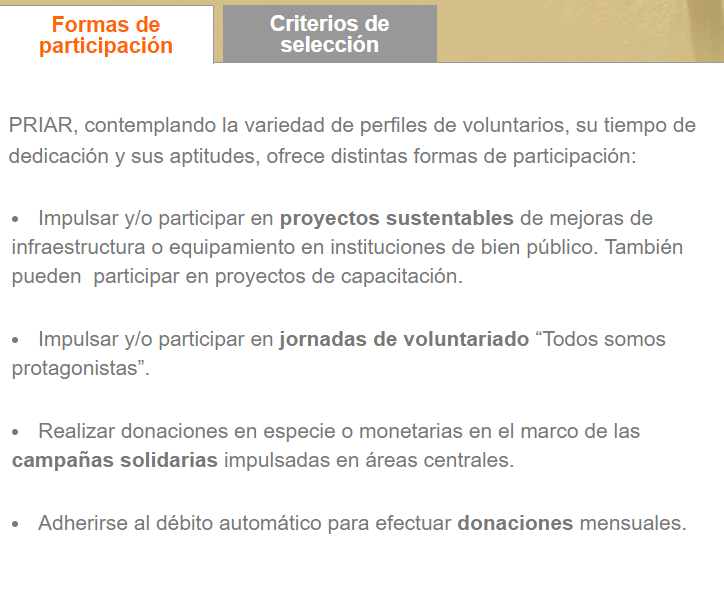 Formas de
participación
Criterios de
selección
PRIAR, contemplando la variedad de perfiles de voluntarios, su tiempo de
dedicación y sus aptitudes, ofrece distintas formas de participación:
• Impulsar y/o participar en proyectos sustentables de mejoras de
infraestructura o equipamiento en instituciones de bien público. También
pueden  participar en proyectos de capacitación.
• Impulsar y/o participar en jornadas de voluntariado “Todos somos
protagonistas”.
• Realizar donaciones en especie o monetarias en el marco de las
campañas solidarias impulsadas en áreas centrales.
• Adherirse al débito automático para efectuar donaciones mensuales.